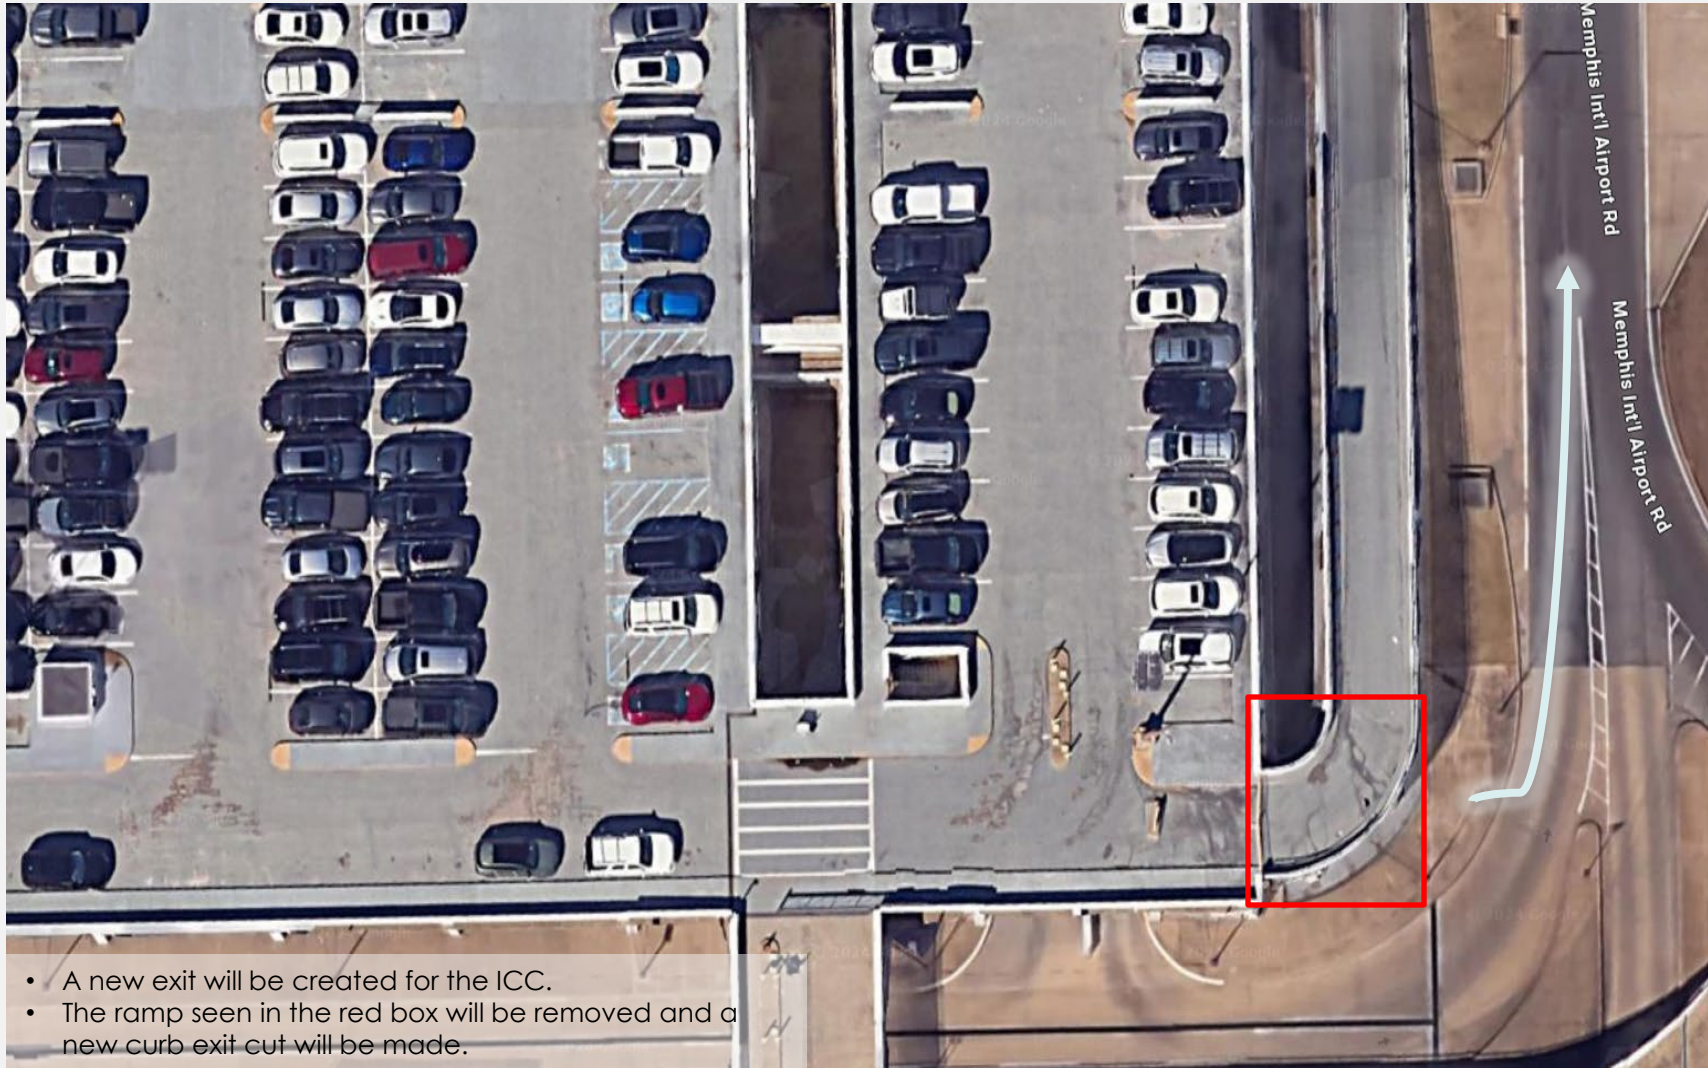 Memphis Int'l Airport Rd
Memphis Int'l Airport Rd
• A new exit will be created for the ICC.
• The ramp seen in the red box will be removed and a
new curb exit cut will be made.